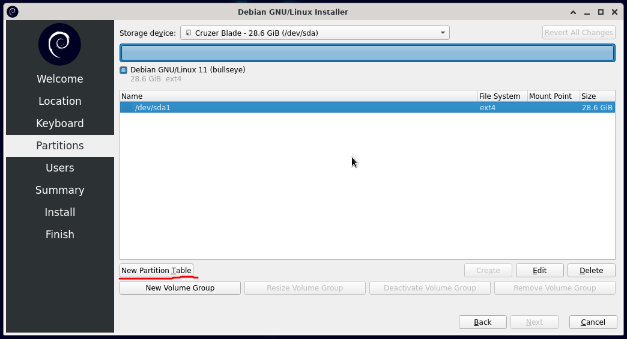 Debian GNU/Linux Installer
Storage device: Cruzer Blade - 28.6 GiB (/dev/sda) Revert All Changes
Debian GNU/Linux 11 (bullseye)
28.6 GiB ext4
Welcome
Location
Keyboard
Partitions
Users
Summary
Install
Finish
Name File System Mount Point Size
/dev/sda1 ext4 28.6 GiB
New Partition Table Create Edit Delete
New Volume Group Resize Volume Group Deactivate Volume Group Remove Volume Group
Back Next Cancel